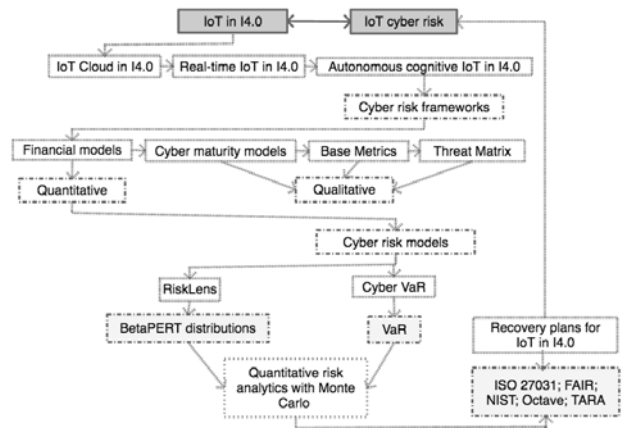 IoT in I4.0
IoT cyber risk
IoT Cloud in I4.0
Real-time IoT in I4.0
Autonomous cognitive IoT in I4.0
Cyber risk frameworks
Financial models
Cyber maturity models
Base Metrics
Threat Matrix
Quantitative
Qualitative
Cyber risk models
RiskLens
Cyber VaR
BetaPERT distributions
VaR
Recovery plans for
IoT in I4.0
Quantitative risk
analytics with Monte
Carlo
ISO 27031; FAIR;
NIST; Octave; TARA